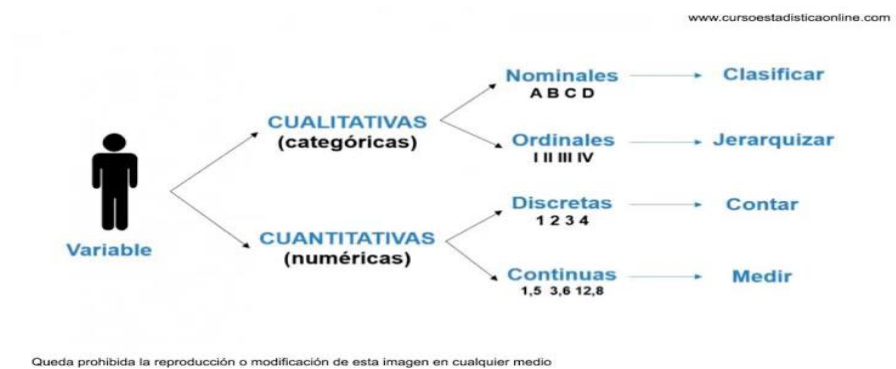 www.cursoestadisticaonline.com
Nominales
A B C D
Clasificar
CUALITATIVAS
(categóricas)
Ordinales
I II III IV
Jerarquizar
Variable
Discretas
1 2 3 4
Contar
CUANTITATIVAS
(numéricas)
Continuas
1,5 3,6 12,8
Medir
Queda prohibida la reproducción o modificación de esta imagen en cualquier medio